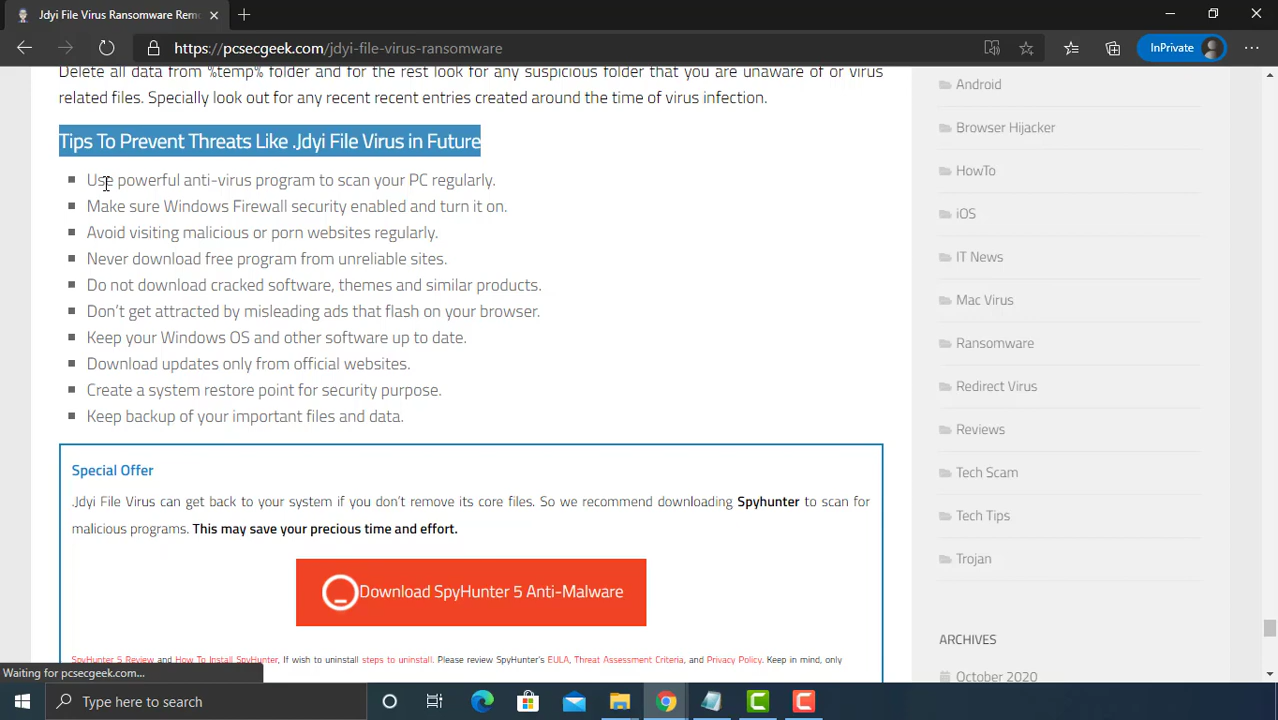 Jdyi File Virus Ransomware Rem
https://pcsecgeek.com/jdyi-file-virus-ransomware
InPrivate
Delete all data from %temp% folder and for the rest look for any suspicious folder that you are unaware of or virus
related files. Specially look out for any recent recent entries created around the time of virus infection.
Tips To Prevent Threats Like .Jdyi File Virus in Future
Use powerful anti-virus program to scan your PC regularly.
Make sure Windows Firewall security enabled and turn it on.
Avoid visiting malicious or porn websites regularly.
Never download free program from unreliable sites.
Do not download cracked software, themes and similar products.
Don't get attracted by misleading ads that flash on your browser.
Keep your Windows OS and other software up to date.
Download updates only from official websites.
Create a system restore point for security purpose.
Keep backup of your important files and data.
Special Offer
.Jdyi File Virus can get back to your system if you don't remove its core files. So we recommend downloading Spyhunter to scan for
malicious programs. This may save your precious time and effort.
Download SpyHunter 5 Anti-Malware
SpyHunter 5 Review and How To Install SpyHunter, If wish to uninstall steps to uninstall. Please review SpyHunter's EULA, Threat Assessment Criteria, and Privacy Policy. Keep in mind, only
Android
Browser Hijacker
HowTo
iOS
IT News
Mac Virus
Ransomware
Redirect Virus
Reviews
Tech Scam
Tech Tips
Trojan
ARCHIVES
October 2020
Waiting for pcsecgeek.com...
Type here to search